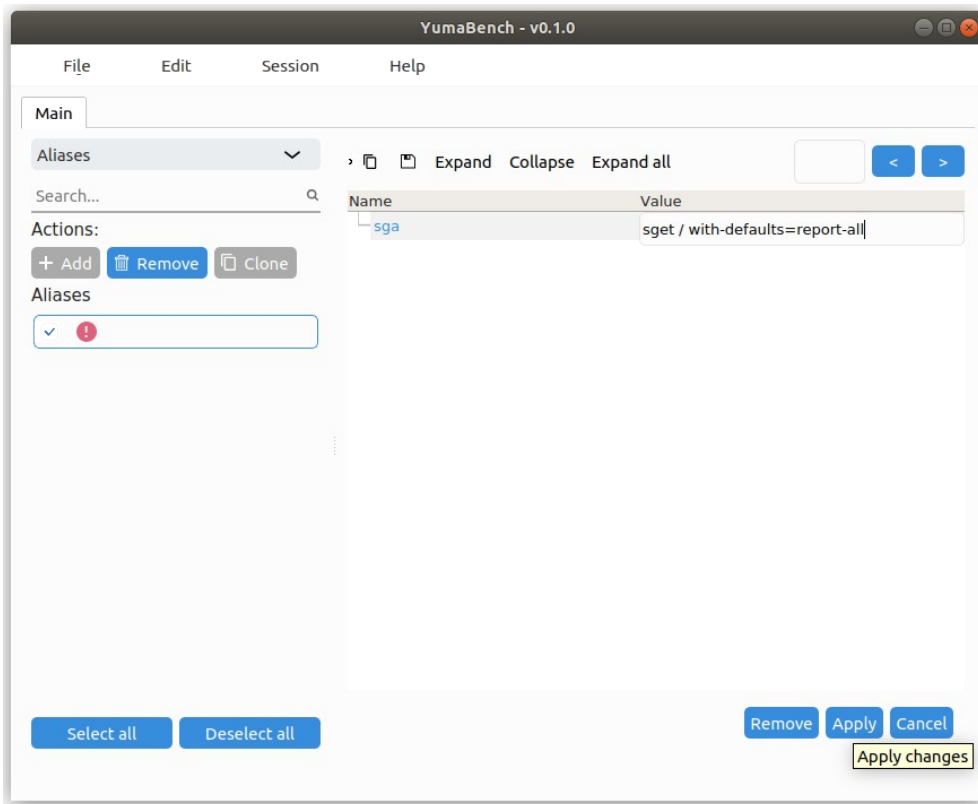 YumaBench - v0.1.0
File Edit Session Help
Main
Aliases
Search...
Actions:
+ Add Remove Clone
Aliases
Expand Collapse Expand all < >
Name Value
sga sget / with-defaults=report-all
Select all Deselect all
Remove Apply Cancel
Apply changes